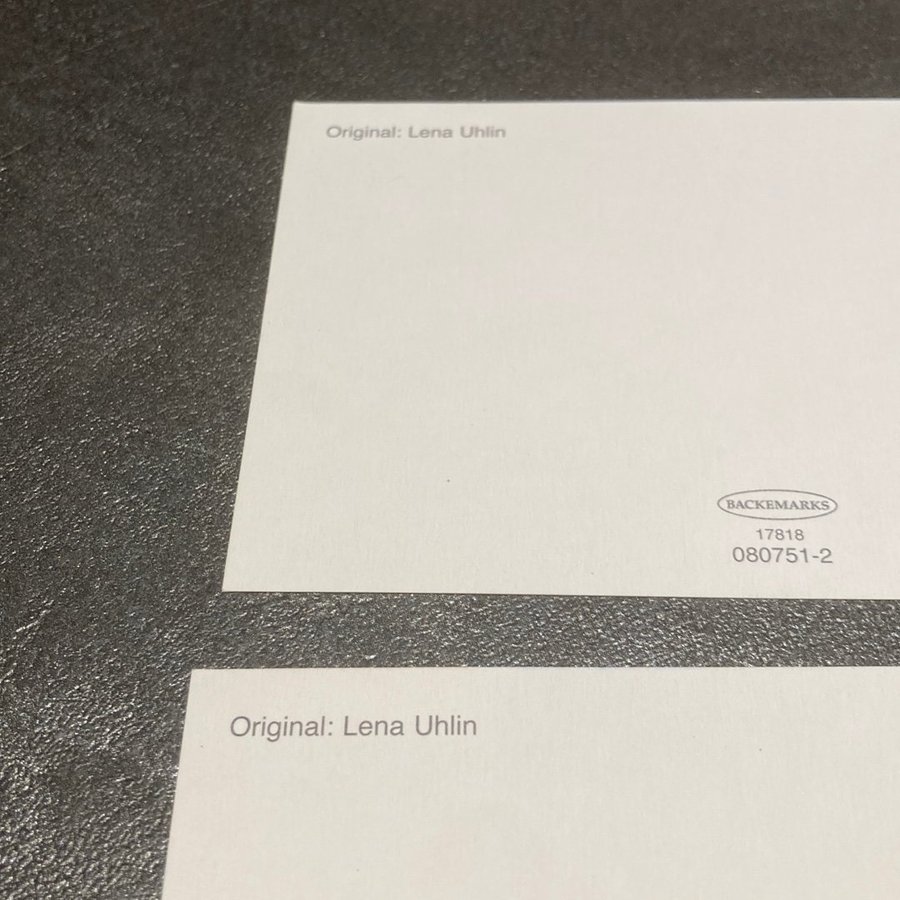 Original: Lena Uhlin
BACKEMARKS
17818
080751-2
Original: Lena Uhlin